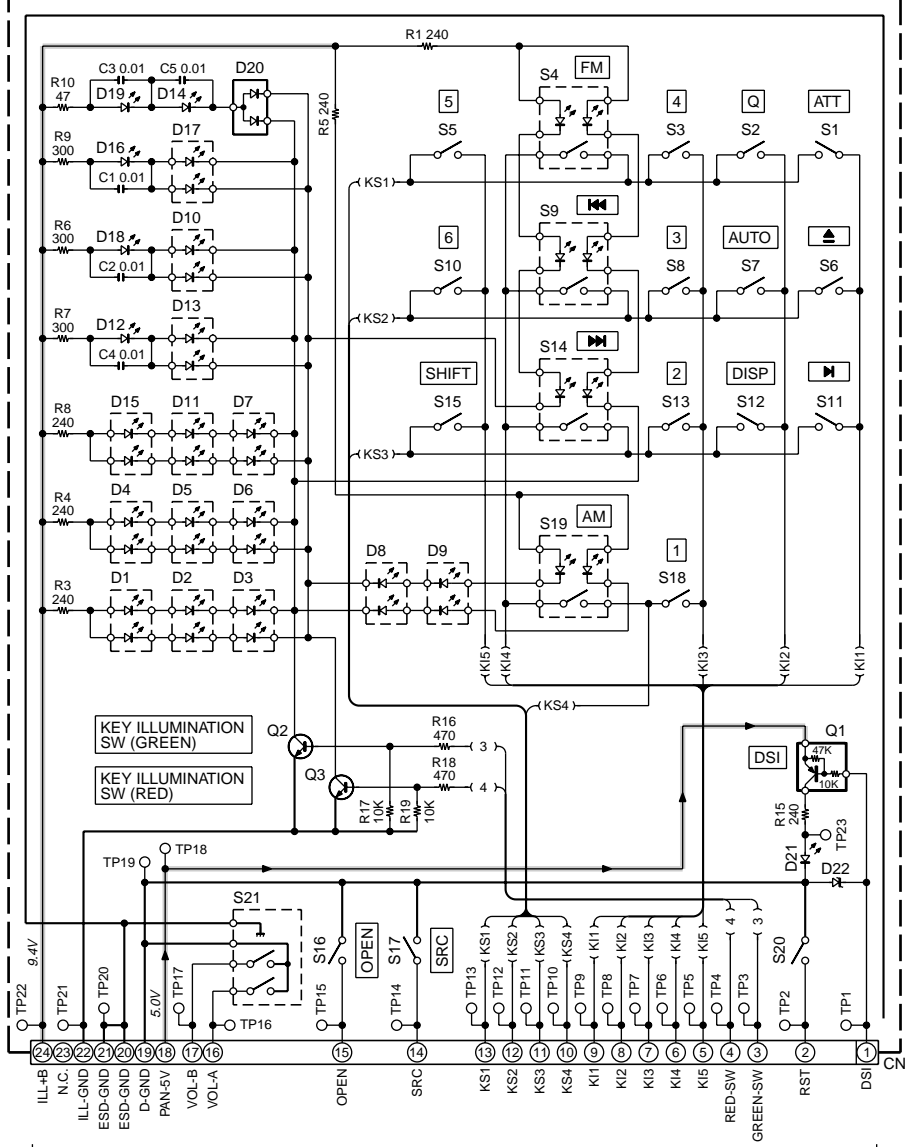 R1 240
C3 0.01 C5 0.01 D20
R10
47
D19 D14
S4 FM
R5 240
5 4 Q ATT
S5 S3 S2 S1
D17
R9
300
D16
C1 0.01
KS1
D10
S9
R6
300
D18
C2 0.01
6 3 AUTO
S10 S8 S7 S6
KS2
D13
R7
300
D12
C4 0.01
S14
SHIFT 2 DISP
S15 S13 S12 S11
D15 D11 D7
R8
240
KS3
D4 D5 D6
R4
240
S19 AM
D8 D9
1
S18
D1 D2 D3
R3
240
KI5 KI4 KI3 KI2 KI1
KS4
KEY ILLUMINATION
SW (GREEN)
Q2
R16
470
3
Q1
DSI
47K
10K
KEY ILLUMINATION
SW (RED)
Q3
R18
470
4
R17
10K
R19
10K
R15
240
TP23
D21
D22
TP19 TP18
S21
S16 OPEN
S17 SRC
S20
KS1 KS2 KS3 KS4 KI1 KI2 KI3 KI4 KI5 4 3
9.4V 5.0V
TP22 TP21 TP20 TP17 TP16 TP15 TP14 TP13 TP12 TP11 TP10 TP9 TP8 TP7 TP6 TP5 TP4 TP3 TP2 TP1
24 23 22 21 20 19 18 17 16 15 14 13 12 11 10 9 8 7 6 5 4 3 2 1
CN
ILL+B N.C. ILL-GND ESD-GND ESD-GND D-GND PAN-5V VOL-B VOL-A OPEN SRC KS1 KS2 KS3 KS4 KI1 KI2 KI3 KI4 KI5 RED-SW GREEN-SW RST DSI